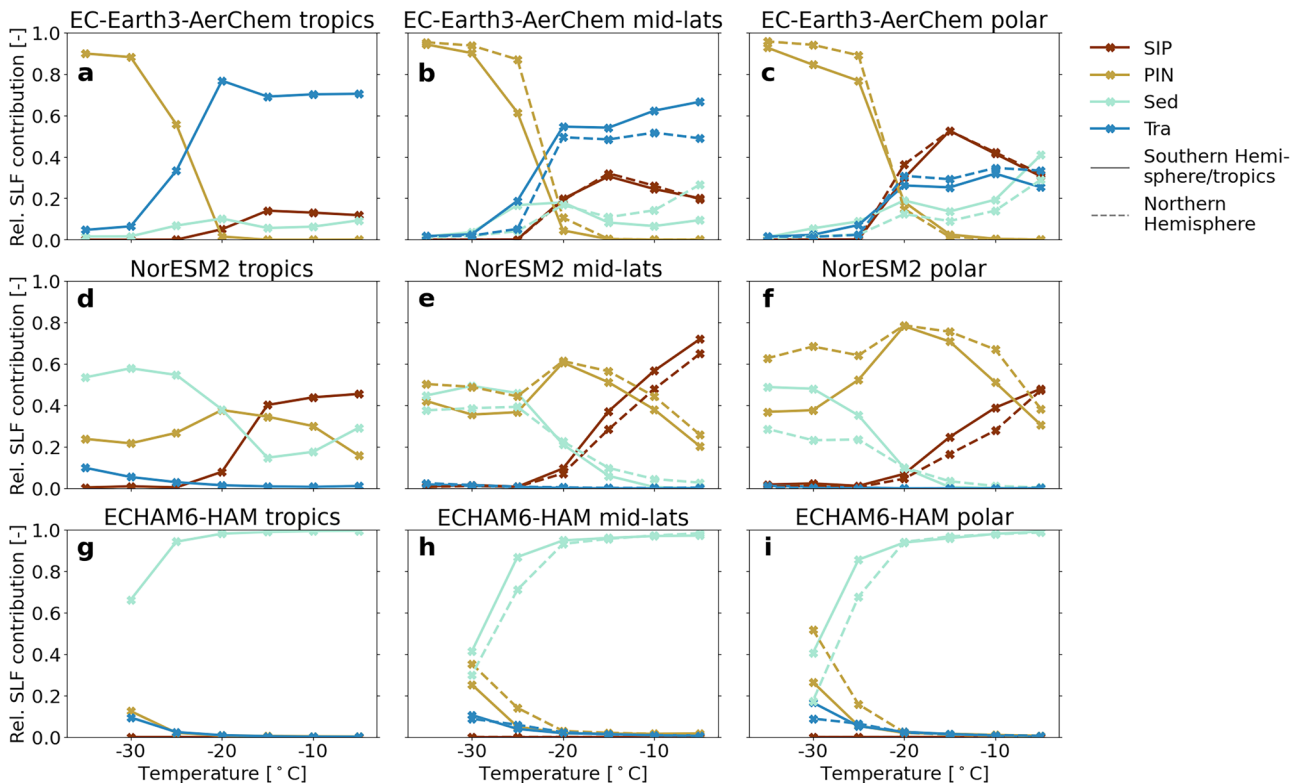 EC-Earth3-AerChem tropics
EC-Earth3-AerChem mid-lats
EC-Earth3-AerChem polar
Rel. SLF contribution [-]
1.0
0.8
0.6
0.4
0.2
0.0
a
b
c
SIP
PIN
Sed
Tra
Southern Hemi-
sphere/tropics
Northern
Hemisphere
NorESM2 tropics
NorESM2 mid-lats
NorESM2 polar
Rel. SLF contribution [-]
1.0
0.8
0.6
0.4
0.2
0.0
d
e
f
ECHAM6-HAM tropics
ECHAM6-HAM mid-lats
ECHAM6-HAM polar
Rel. SLF contribution [-]
1.0
0.8
0.6
0.4
0.2
0.0
g
h
i
-30 -20 -10
-30 -20 -10
-30 -20 -10
Temperature [°C]
Temperature [°C]
Temperature [°C]